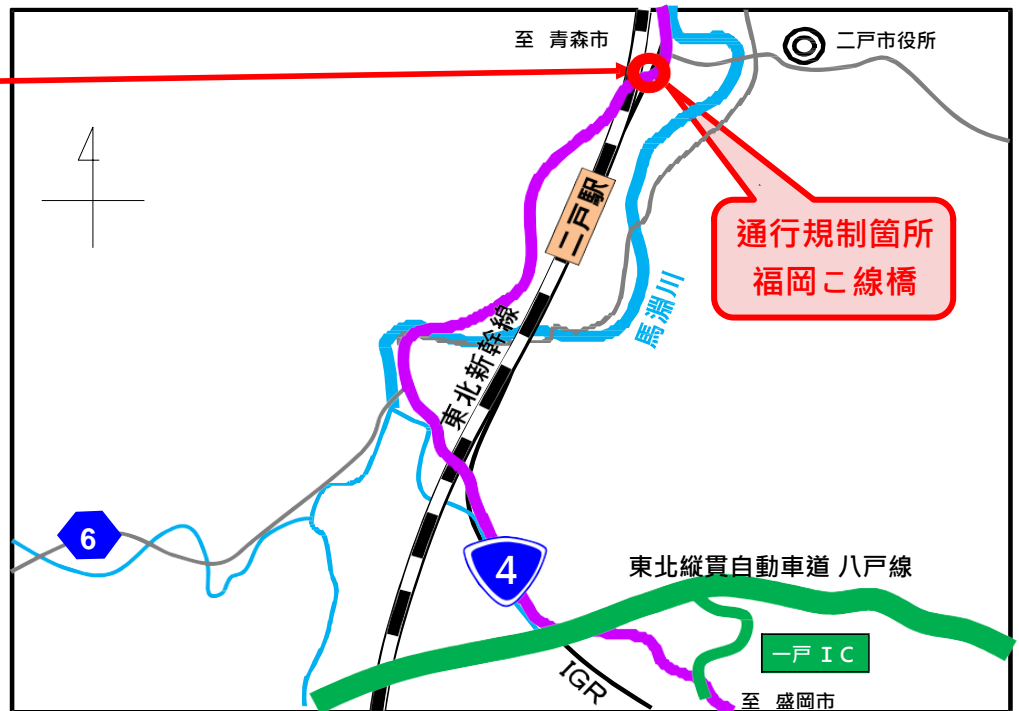 至 青森市
二戸市役所
二戸駅
通行規制箇所
福岡こ線橋
馬淵川
東北新幹線
6
4
東北縦貫自動車道 八戸線
一戸 IC
IGR
至 盛岡市